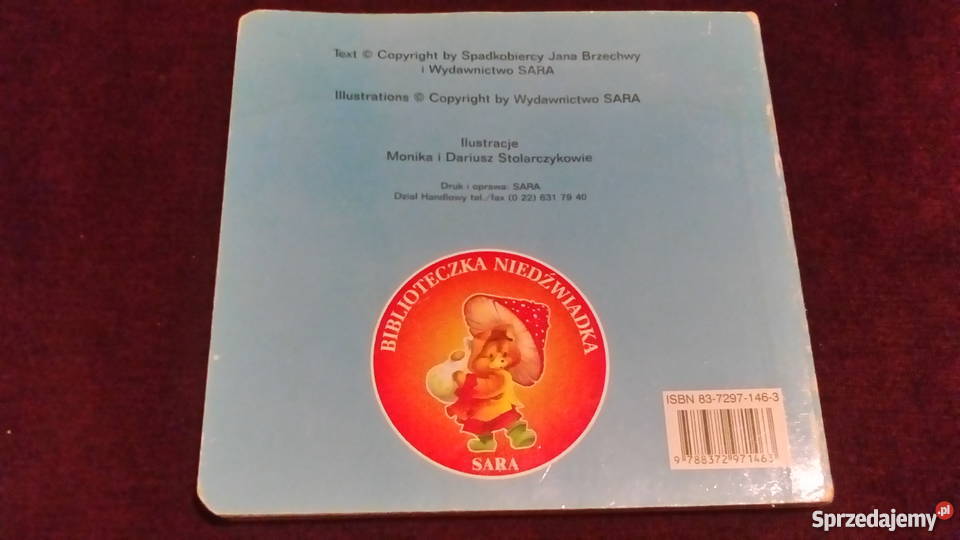 Text © Copyright by Spadkobiercy Jana Brzechwy
i Wydawnictwo SARA
Illustrations © Copyright by Wydawnictwo SARA
Ilustracje
Monika i Dariusz Stolarczykowie
Druk i oprawa: SARA
Dział Handlowy tel./fax (0 22) 631 79 40
BIBLIOTECZKA NIEDŹWIADKA
SARA
ISBN 83-7297-146-3
9 788372 971463
Sprzedajemy.pl